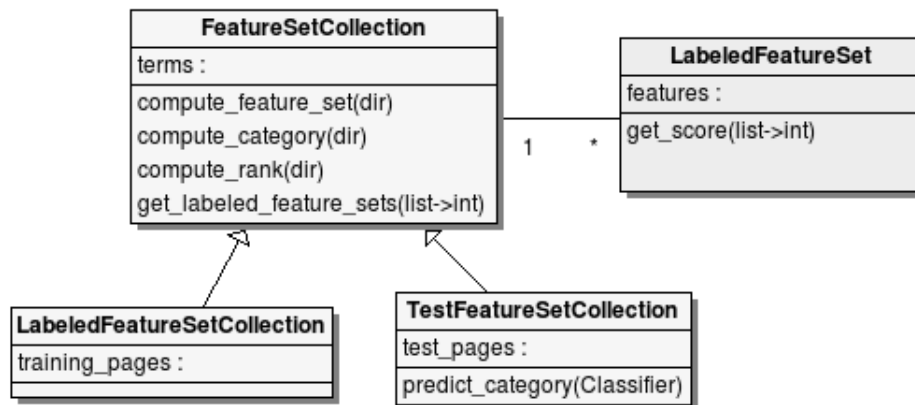 FeatureSetCollection
terms :
compute_feature_set(dir)
compute_category(dir)
compute_rank(dir)
get_labeled_feature_sets(list->int)
LabeledFeatureSet
features :
get_score(list->int)
1
*
LabeledFeatureSetCollection
training_pages :
TestFeatureSetCollection
test_pages :
predict_category(Classifier)